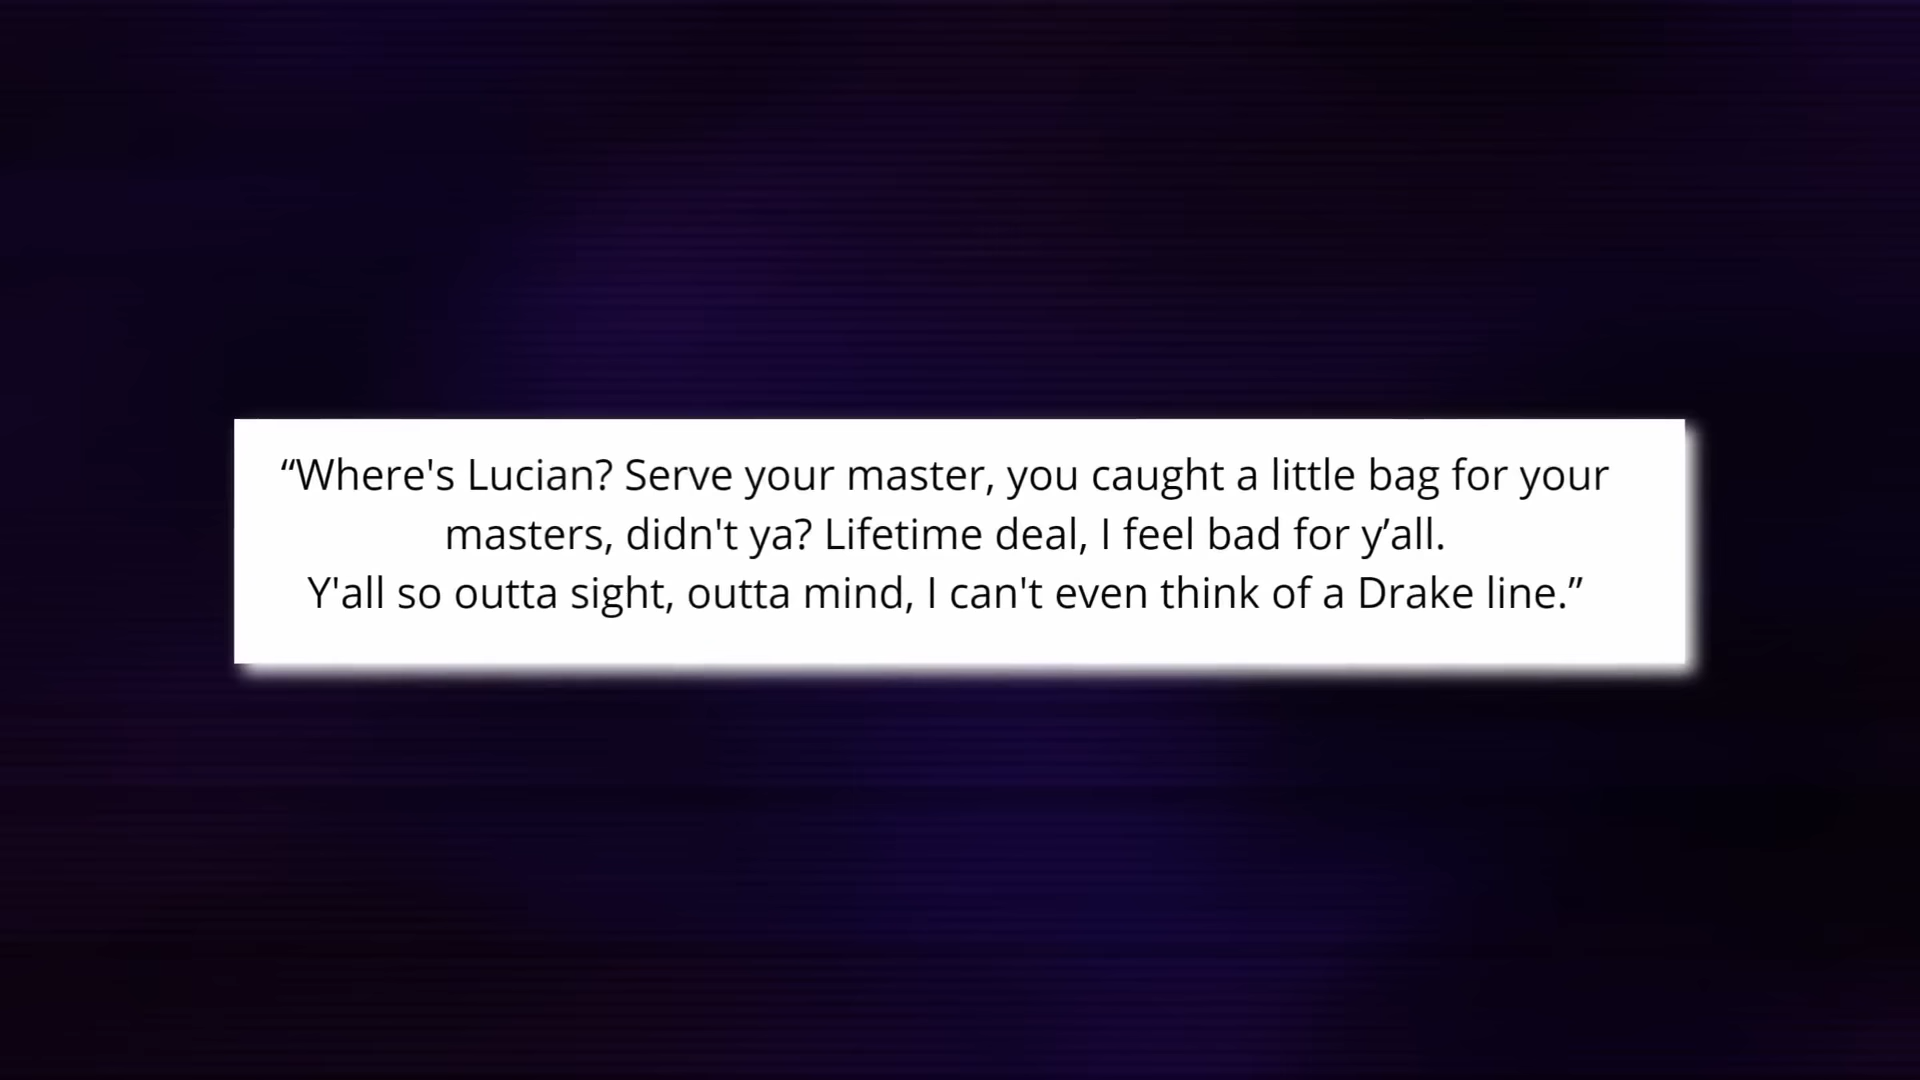 “Where's Lucian? Serve your master, you caught a little bag for your
masters, didn't ya? Lifetime deal, I feel bad for y’all.
Y'all so outta sight, outta mind, I can't even think of a Drake line.”